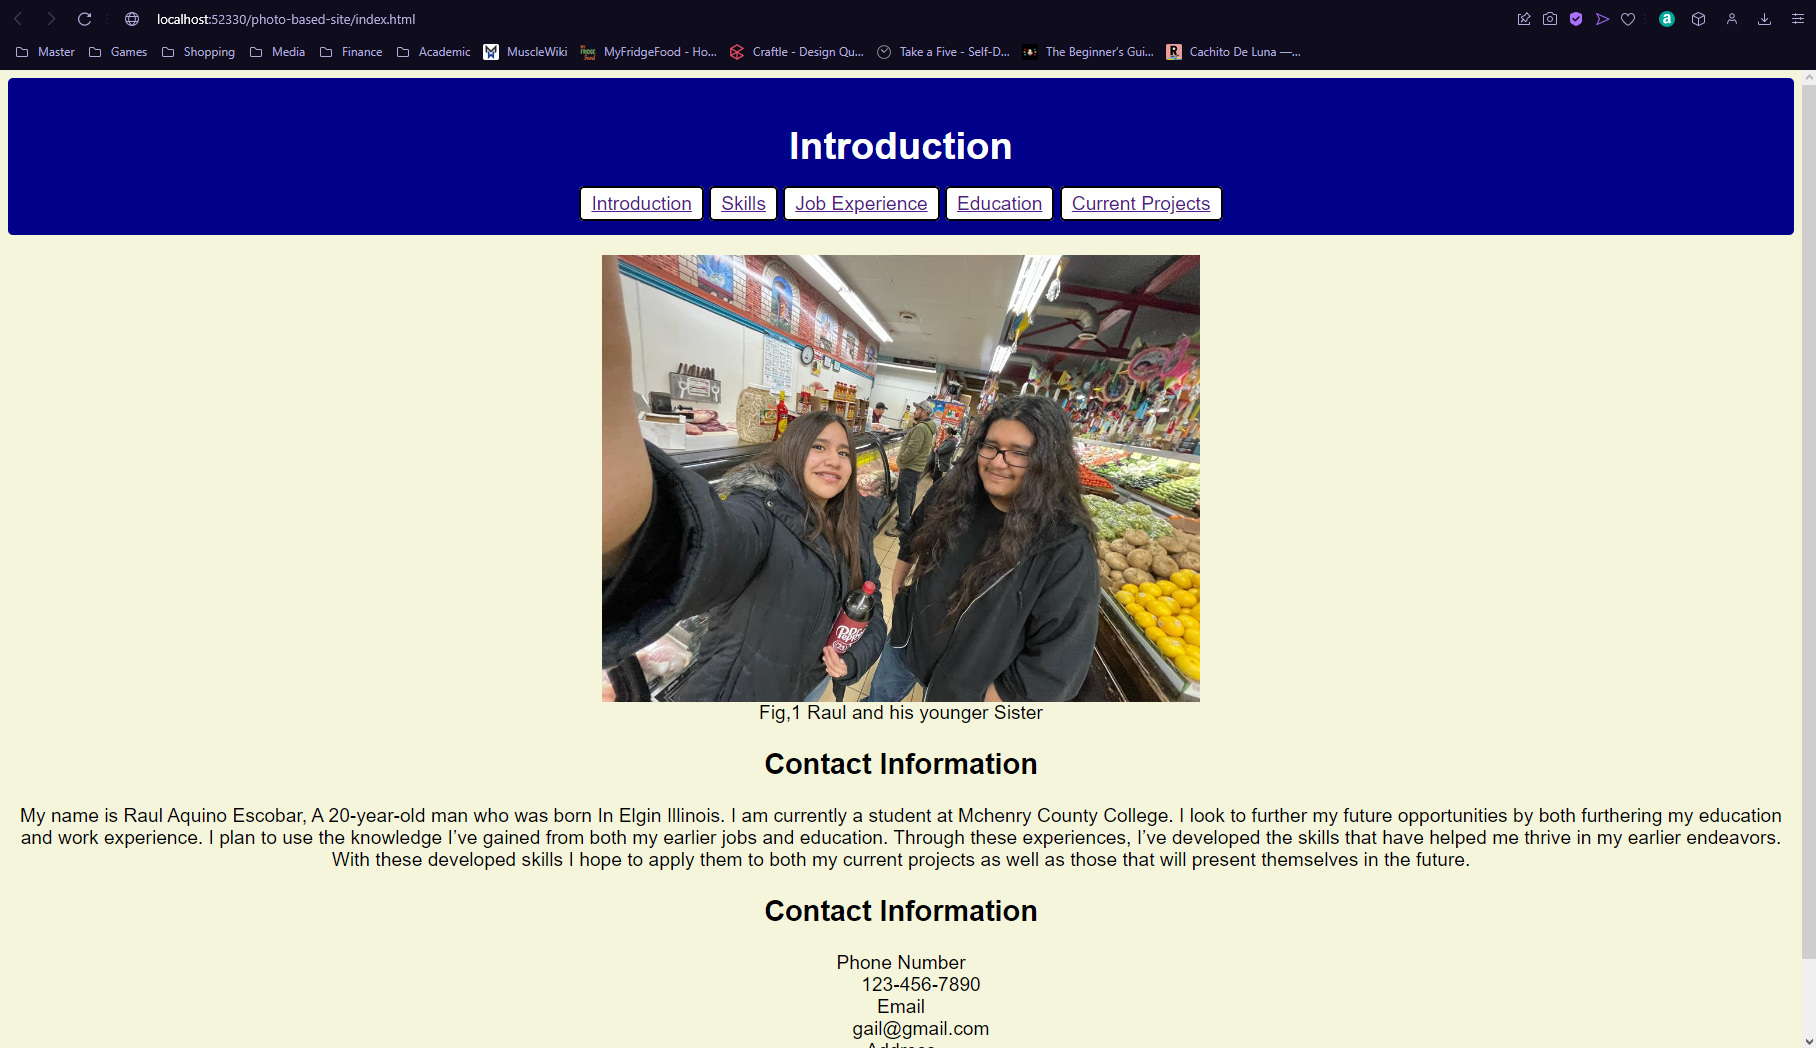 localhost:52330/photo-based-site/index.html
Master Games Shopping Media Finance Academic MuscleWiki MyFridgeFood - Ho... Craftle - Design Qu... Take a Five - Self-D... The Beginner's Gui... Cachito De Luna —...
Introduction
Introduction Skills Job Experience Education Current Projects
Fig,1 Raul and his younger Sister
Contact Information
My name is Raul Aquino Escobar, A 20-year-old man who was born In Elgin Illinois. I am currently a student at Mchenry County College. I look to further my future opportunities by both furthering my education
and work experience. I plan to use the knowledge I’ve gained from both my earlier jobs and education. Through these experiences, I’ve developed the skills that have helped me thrive in my earlier endeavors.
With these developed skills I hope to apply them to both my current projects as well as those that will present themselves in the future.
Contact Information
Phone Number
123-456-7890
Email
gail@gmail.com
Address